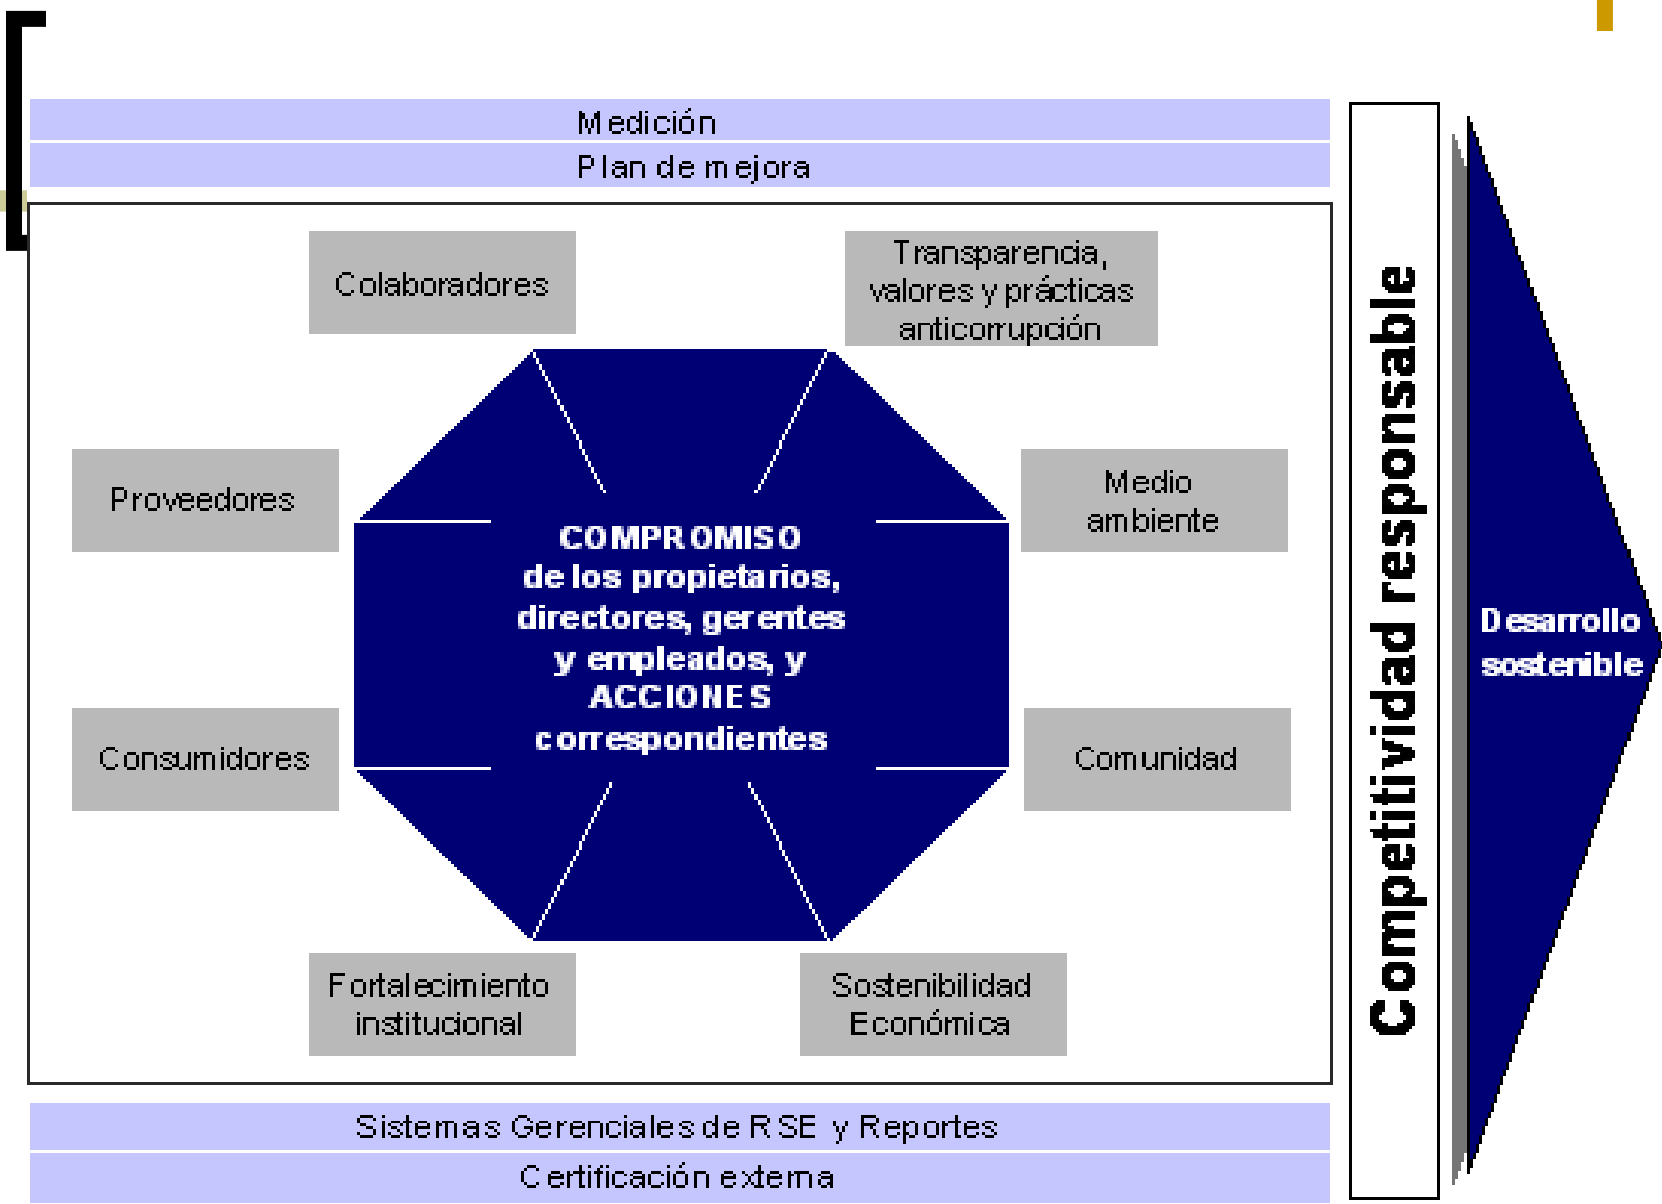 Medición
Plan de mejora
Colaboradores
Transparencia,
valores y prácticas
anticorrupción
Proveedores
Medio
ambiente
COMPROMISO
de los propietarios,
directores, gerentes
y empleados, y
ACCIONES
correspondientes
Consumidores
Comunidad
Fortalecimiento
institucional
Sostenibilidad
Económica
Sistemas Gerenciales de RSE y Reportes
Certificación externa
Competitividad responsable
Desarrollo
sostenible